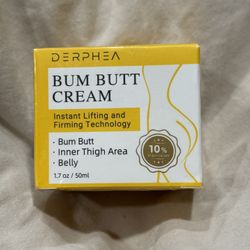 DERPHEA
BUM BUTT
CREAM
Instant Lifting and
Firming Technology
· Bum Butt
· Inner Thigh Area
· Belly
1.7 oz / 50ml
10%